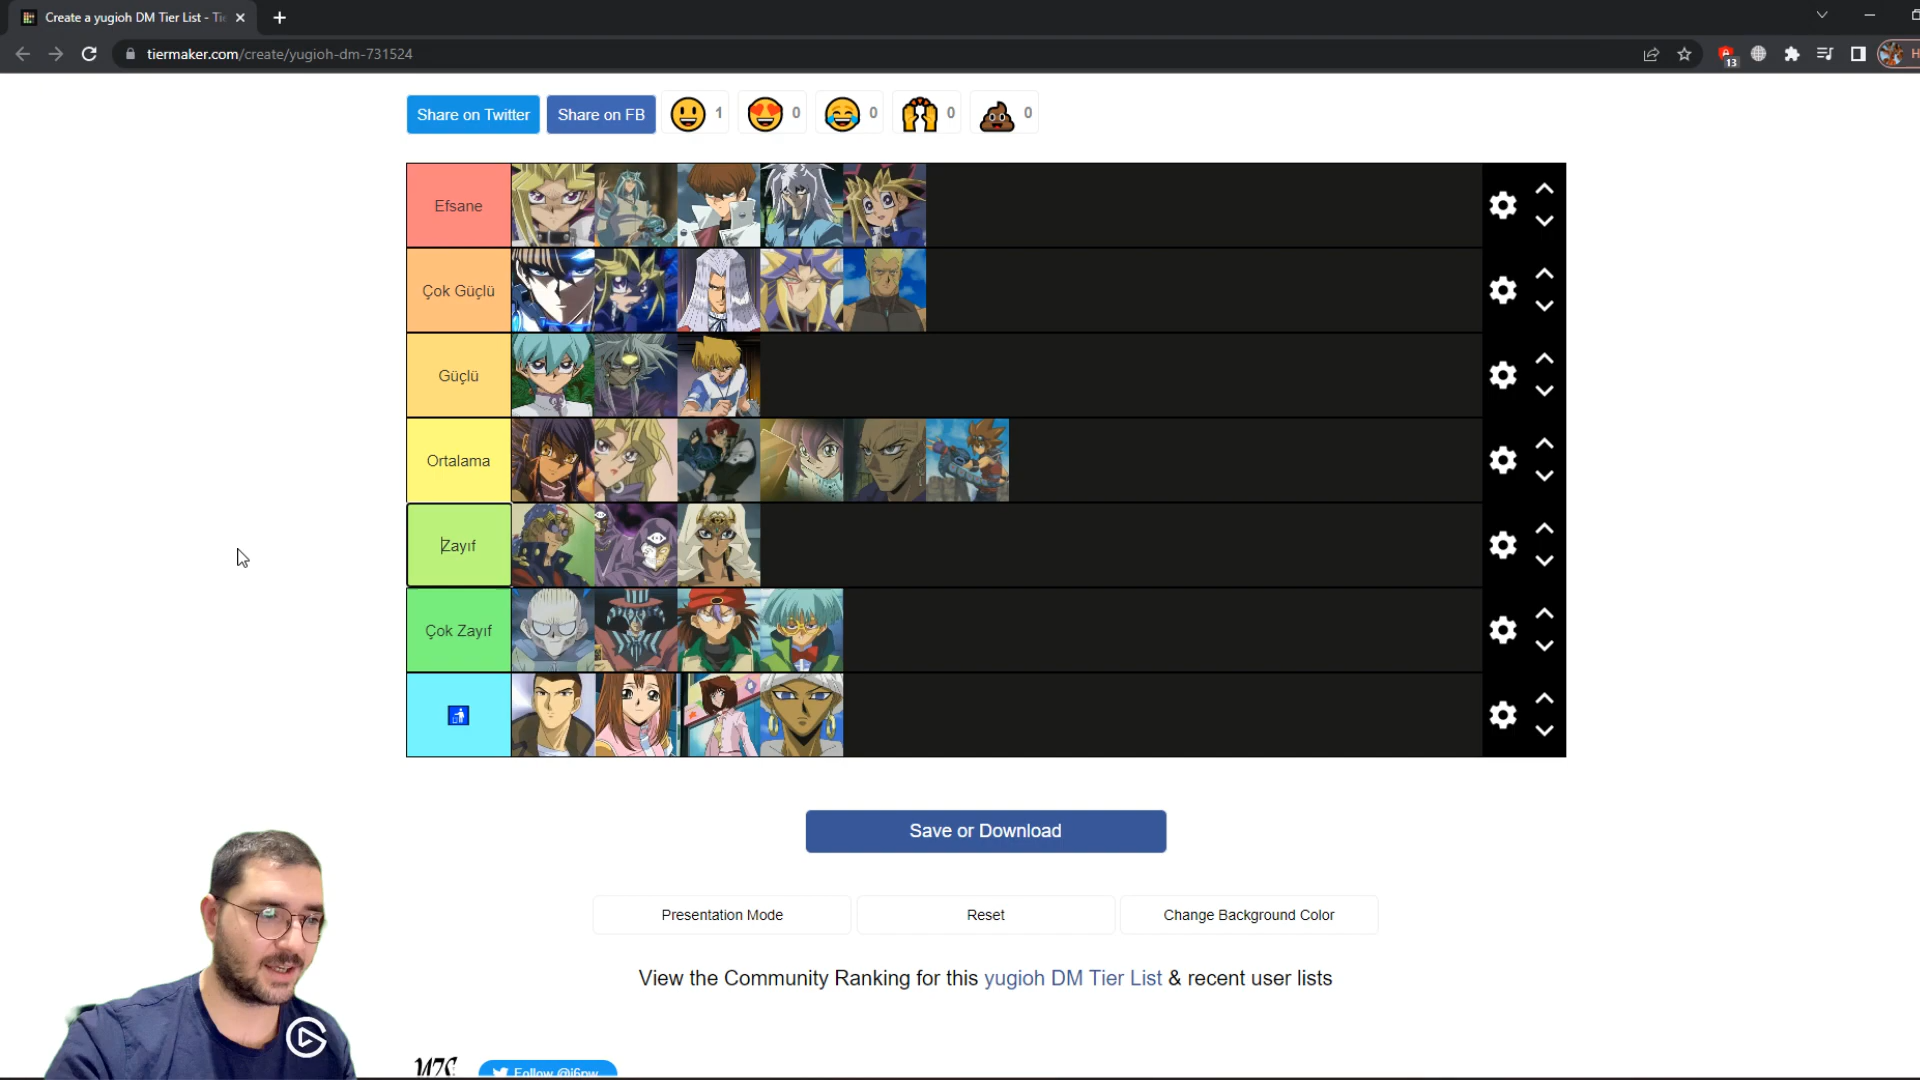 Create a yugioh DM Tier List - Tie
tiermaker.com/create/yugioh-dm-731524
13
H
Share on Twitter
Share on FB
1
0
0
0
0
Efsane
Çok Güçlü
Güçlü
Ortalama
Zayıf
Çok Zayıf
Save or Download
Presentation Mode
Reset
Change Background Color
View the Community Ranking for this yugioh DM Tier List & recent user lists